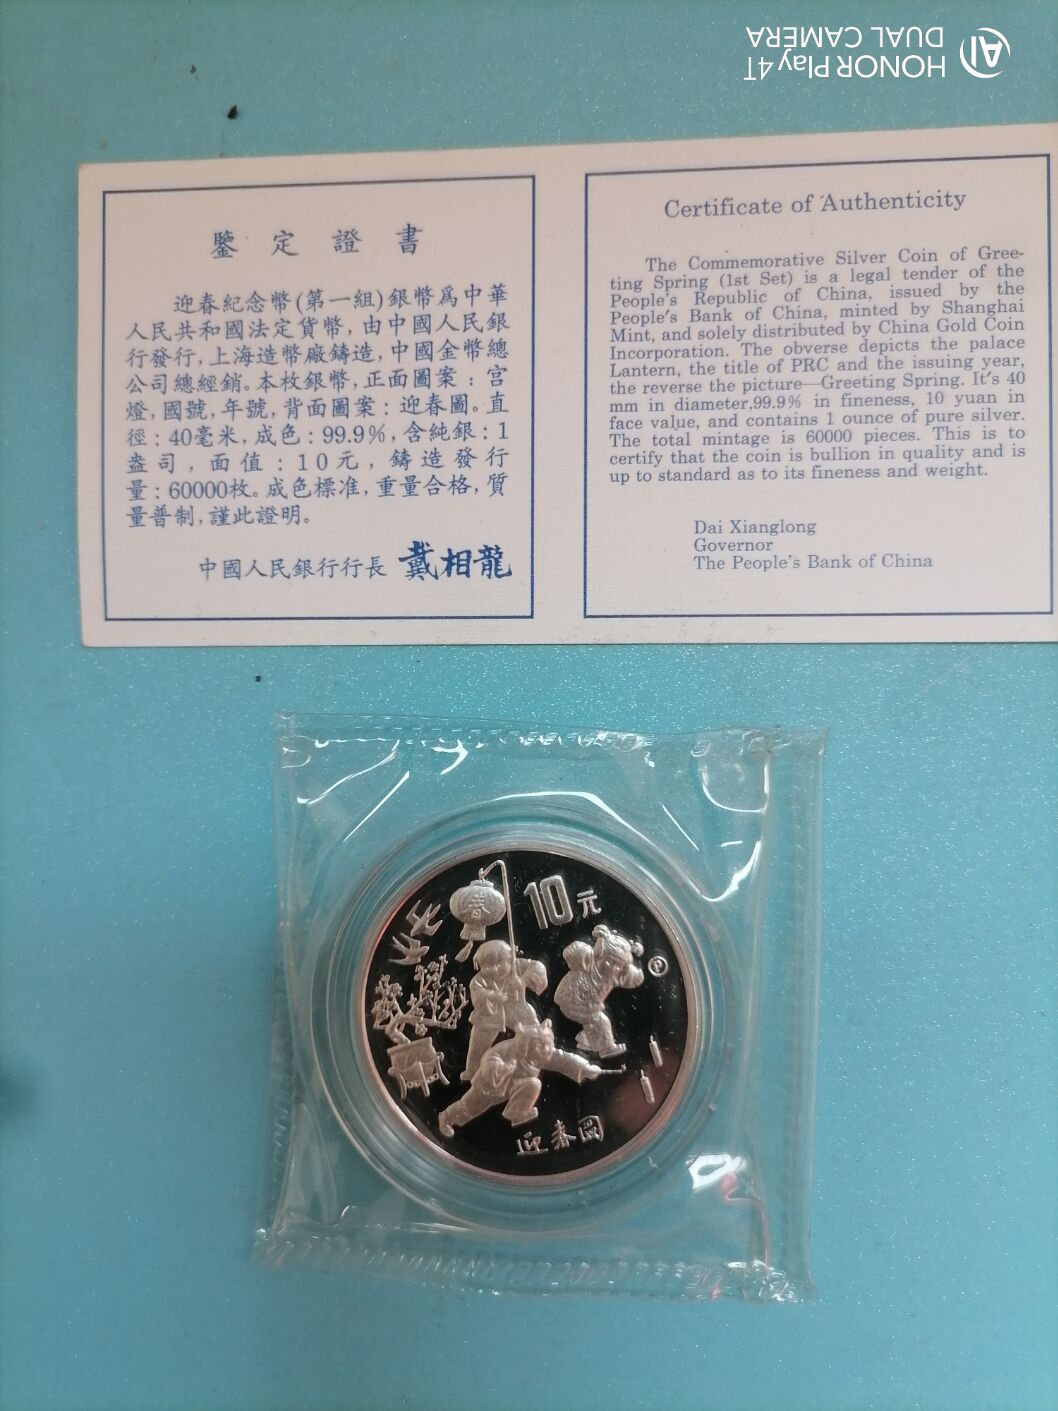 HONOR Play 4T
DUAL CAMERA
AI
鑒定證書
迎春紀念幣(第一組)銀幣爲中華
人民共和國法定貨幣,由中國人民銀
行發行,上海造幣廠鑄造,中國金幣總
公司總經銷。本枚銀幣,正面圖案:宮
燈,國號,年號,背面圖案:迎春圖。直
徑:40毫米,成色:99.9%,含純銀:1
盎司,面值:10元,鑄造發行
量:60000枚。成色標准,重量合格,質
量普制,謹此證明。
中國人民銀行行長 戴相龍
Certificate of Authenticity
The Commemorative Silver Coin of Gree-
ting Spring (1st Set) is a legal tender of the
People's Republic of China, issued by the
People's Bank of China, minted by Shanghai
Mint, and solely distributed by China Gold Coin
Incorporation. The obverse depicts the palace
Lantern, the title of PRC and the issuing year,
the reverse the picture—Greeting Spring. It's 40
mm in diameter,99.9% in fineness, 10 yuan in
face value, and contains 1 ounce of pure silver.
The total mintage is 60000 pieces. This is to
certify that the coin is bullion in quality and is
up to standard as to its fineness and weight.
Dai Xianglong
Governor
The People's Bank of China
10元
春
P
迎春圖